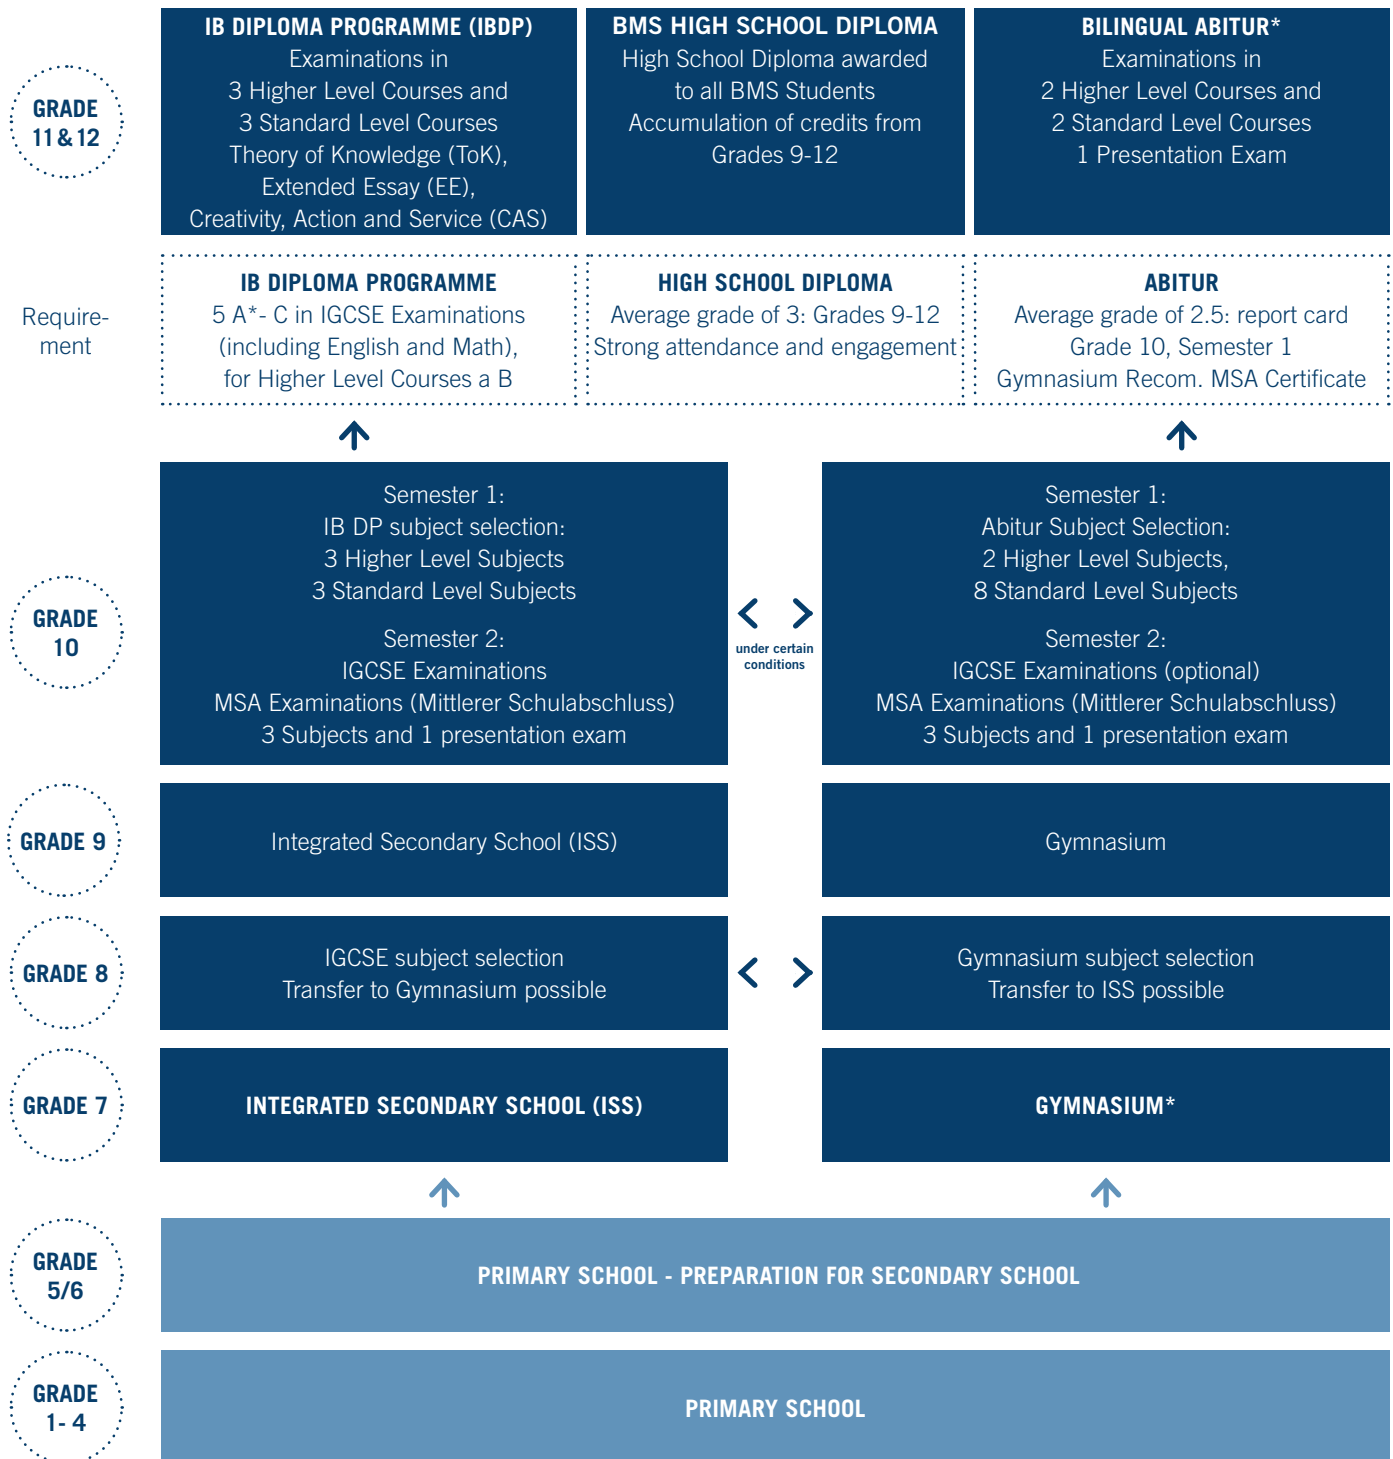 GRADE
11 & 12
IB DIPLOMA PROGRAMME (IBDP)
Examinations in
3 Higher Level Courses and
3 Standard Level Courses
Theory of Knowledge (ToK),
Extended Essay (EE),
Creativity, Action and Service (CAS)
BMS HIGH SCHOOL DIPLOMA
High School Diploma awarded
to all BMS Students
Accumulation of credits from
Grades 9-12
BILINGUAL ABITUR*
Examinations in
2 Higher Level Courses and
2 Standard Level Courses
1 Presentation Exam
Require-
ment
IB DIPLOMA PROGRAMME
5 A*- C in IGCSE Examinations
(including English and Math),
for Higher Level Courses a B
HIGH SCHOOL DIPLOMA
Average grade of 3: Grades 9-12
Strong attendance and engagement
ABITUR
Average grade of 2.5: report card
Grade 10, Semester 1
Gymnasium Recom. MSA Certificate
GRADE
10
Semester 1:
IB DP subject selection:
3 Higher Level Subjects
3 Standard Level Subjects
Semester 2:
IGCSE Examinations
MSA Examinations (Mittlerer Schulabschluss)
3 Subjects and 1 presentation exam
under certain
conditions
Semester 1:
Abitur Subject Selection:
2 Higher Level Subjects,
8 Standard Level Subjects
Semester 2:
IGCSE Examinations (optional)
MSA Examinations (Mittlerer Schulabschluss)
3 Subjects and 1 presentation exam
GRADE 9
Integrated Secondary School (ISS)
Gymnasium
GRADE 8
IGCSE subject selection
Transfer to Gymnasium possible
Gymnasium subject selection
Transfer to ISS possible
GRADE 7
INTEGRATED SECONDARY SCHOOL (ISS)
GYMNASIUM*
GRADE
5/6
PRIMARY SCHOOL - PREPARATION FOR SECONDARY SCHOOL
GRADE
1- 4
PRIMARY SCHOOL